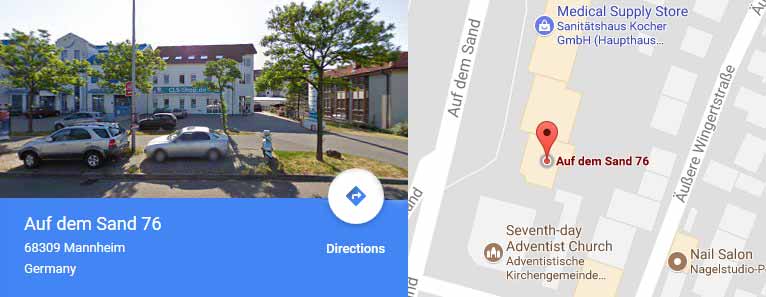 CLS-Shop.de
Auf dem Sand 76
68309 Mannheim
Germany
Directions
Auf dem Sand
Medical Supply Store
Sanitätshaus Kocher
GmbH (Haupthaus...
Äußere Wingertstraße
Auf dem Sand 76
and
Seventh-day
Adventist Church
Adventistische
Kirchengemeinde...
Nail Salon
Nagelstudio-P